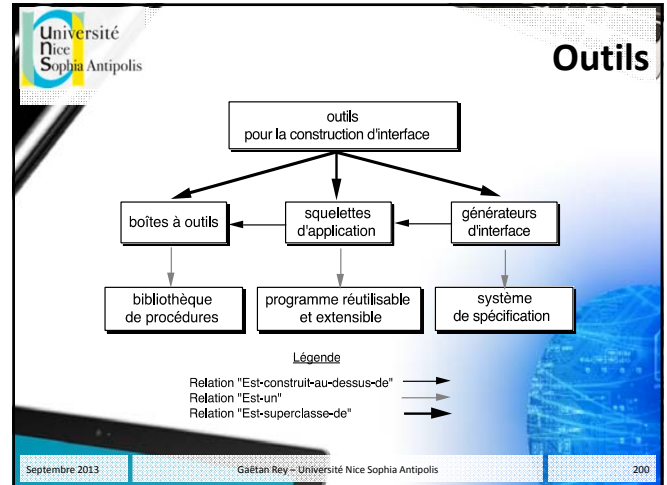 Université
Nice
Sophia Antipolis
Outils
outils
pour la construction d'interface
boîtes à outils
squelettes
d'application
générateurs
d'interface
bibliothèque
de procédures
programme réutilisable
et extensible
système
de spécification
Légende
Relation "Est-construit-au-dessus-de"
Relation "Est-un"
Relation "Est-superclasse-de"
Septembre 2013
Gaëtan Rey – Université Nice Sophia Antipolis
200